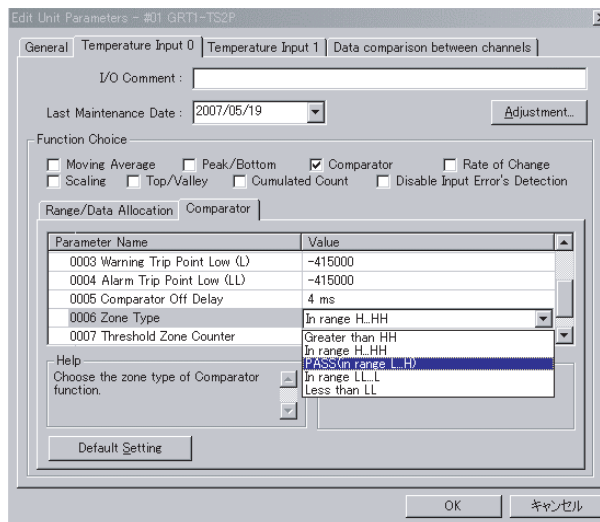 Edit Unit Parameters - #01 GRT1-TS2P
General Temperature Input 0 Temperature Input 1 Data comparison between channels
I/O Comment :
Last Maintenance Date : 2007/05/19 Adjustment...
Function Choice
Moving Average Peak/Bottom Comparator Rate of Change
Scaling Top/Valley Cumulated Count Disable Input Error's Detection
Range/Data Allocation Comparator
Parameter Name Value
0003 Warning Trip Point Low (L) -415000
0004 Alarm Trip Point Low (LL) -415000
0005 Comparator Off Delay 4 ms
0006 Zone Type In range H...HH
0007 Threshold Zone Counter
Greater than HH
In range H...HH
PASS(in range L...H)
In range LL...L
Less than LL
Help
Choose the zone type of Comparator
function.
Default Setting
OK キャンセル